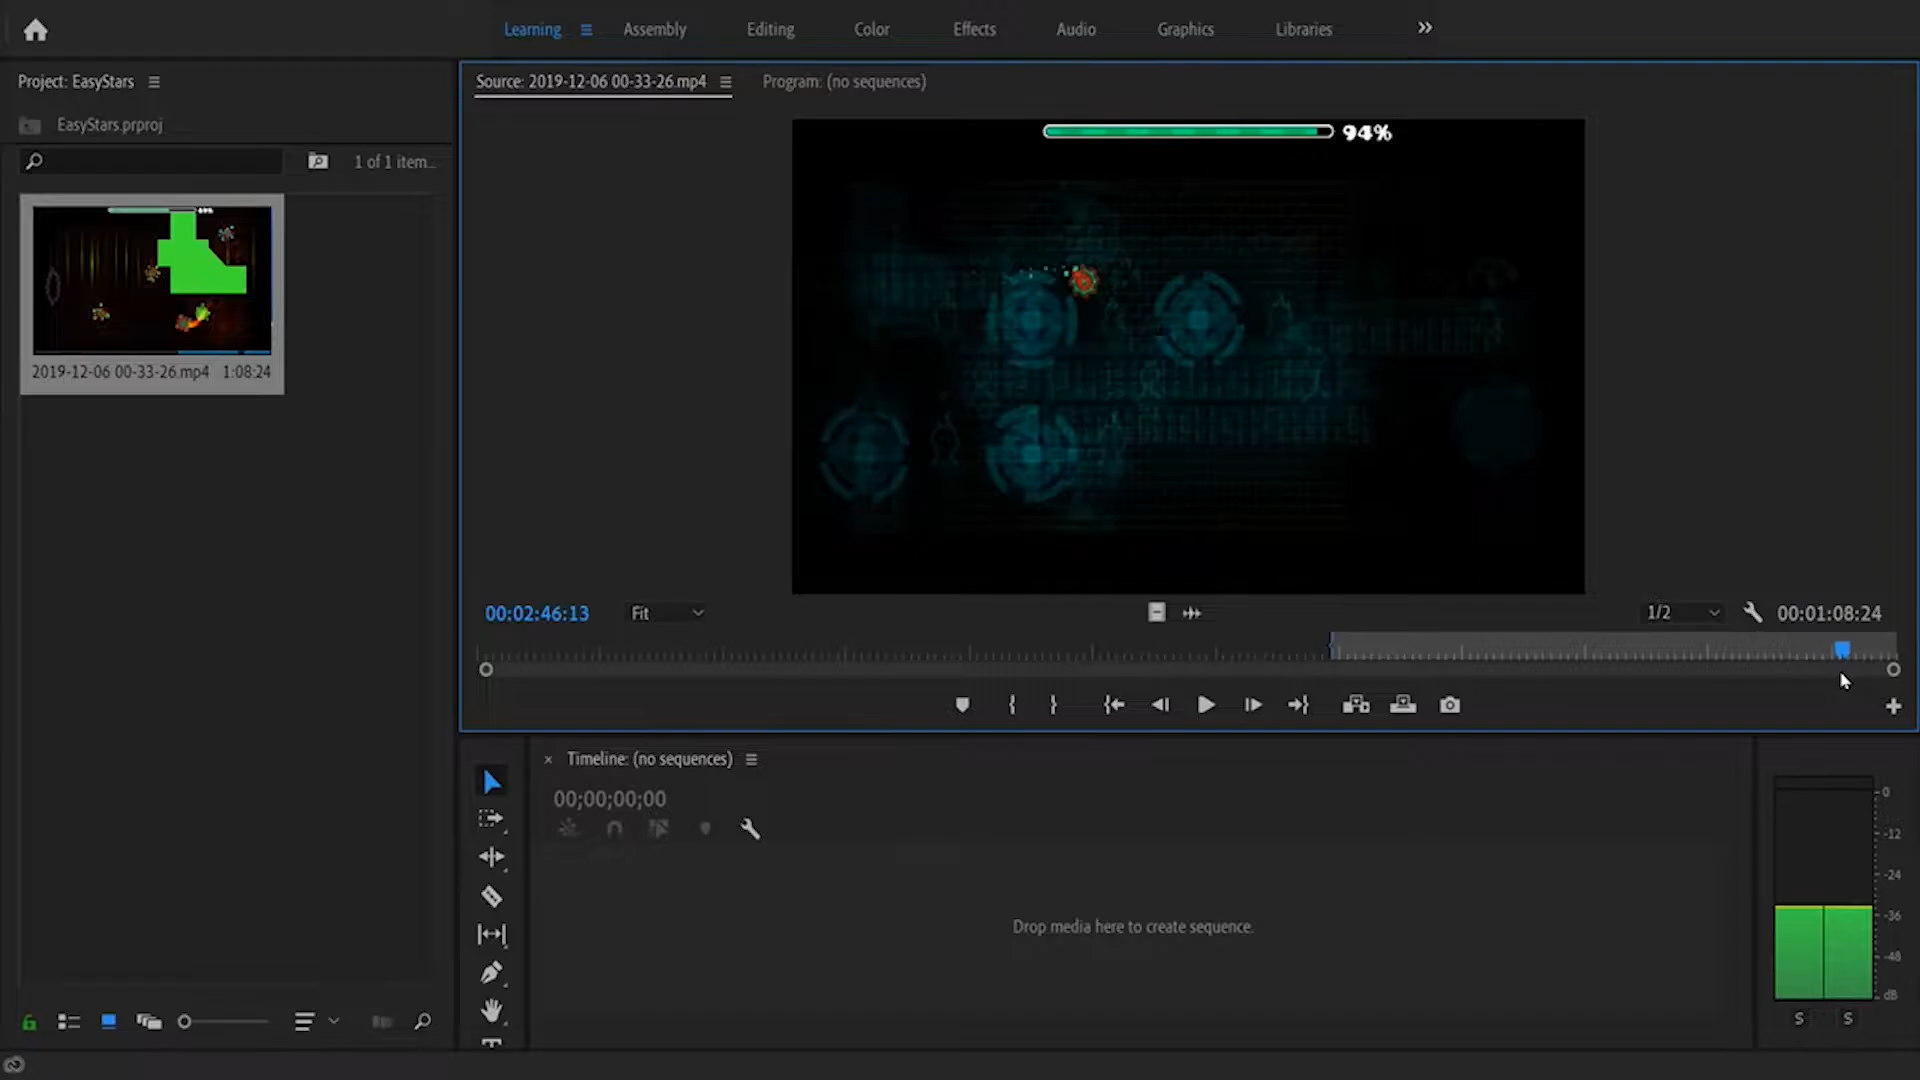 Learning Assembly Editing Color Effects Audio Graphics Libraries
Project: EasyStars
Source: 2019-12-06 00-33-26.mp4 Program: (no sequences)
EasyStars.prproj
94%
1 of 1 item...
2019-12-06 00-33-26.mp4 1:08:24
00:02:46:13 Fit 1/2 00:01:08:24
Timeline: (no sequences)
00;00;00;00
Drop media here to create sequence.
0
-12
-24
-36
-48
dB
S S